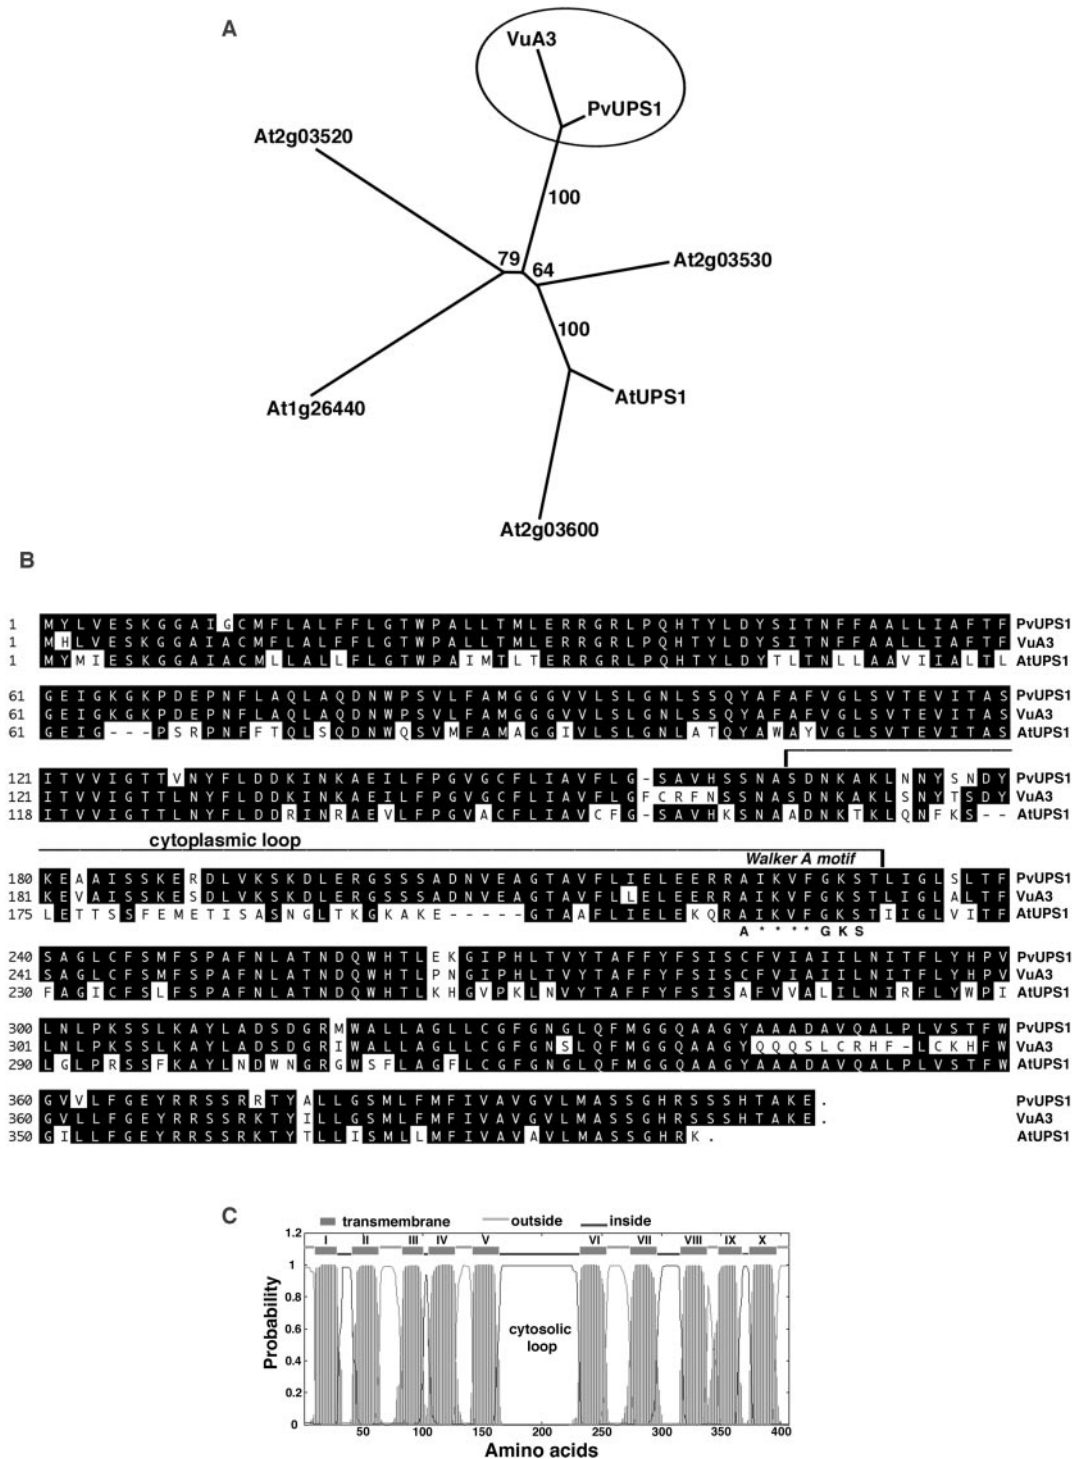 A
VuA3
PvUPS1
At2g03520
100
79
64
At2g03530
100
At1g26440
AtUPS1
At2g03600
B
1 MYLVESKGGAIGCMFLALFFLGTWPALLTMLERRGRLPQHTYLDYSITNFFAALLIAFTF PvUPS1
1 MHLVESKGGAIACMFLALFFLGTWPALLTMLERRGRLPQHTYLDYSITNFFAALLIAFTF VuA3
1 MYMIESKGGAIACMLLALLFLGTWPAIMTLTERRGRLPQHTYLDYTLTNLLAAVIIALTL AtUPS1
61 GEIGKGKPDEPNFLAQLAQDNWPSVLFAMGGGVVLSLGNLSSQYAFAFVGLSVTEVITAS PvUPS1
61 GEIGKGKPDEPNFLAQLAQDNWPSVLFAMGGGVVLSLGNLSSQYAFAFVGLSVTEVITAS VuA3
61 GEIG---PSRPNFFTQLSQDNWQSVMFAMAGGIVLSLGNLATQYAWAYVGLSVTEVITAS AtUPS1
121 ITVVIGTTVNYFLDDKINKAEILFPGVGCFLIAVFLG-SAVHSSNASDNKAKLNNYSNDY PvUPS1
121 ITVVIGTTLNYFLDDKINKAEILFPGVGCFLIAVFLGFCRFNSSNASDNKAKLSNYTSDY VuA3
118 ITVVIGTTLNYFLDDRINRAEVLFPGVACFLIAVCFG-SAVHKSNAADNKTKLQNFKS-- AtUPS1
cytoplasmic loop
Walker A motif
180 KEAAISSKERDLVKSKDLERGSSSADNVEAGTAVFLIELEERRAIKVFGKSTLIGLSLTF PvUPS1
181 KEVAISSKESDLVKSKDLERGSSSADNVEAGTAVFLLELEERRAIKVFGKSTLIGLALTF VuA3
175 LETTSSFEMETISASNGLTKGKAKE-----GTAAFLIELEKQRAIKVFGKSTIIGLVITF AtUPS1
A * * * * G K S
240 SAGLCFSMFSPAFNLATNDQWHTLEKGIPHLTVYTAFFYFSISCFVIAIILNITFLYHPV PvUPS1
241 SAGLCFSMFSPAFNLATNDQWHTLPNGIPHLTVYTAFFYFSISCFVIAIILNITFLYHPV VuA3
230 FAGICFSLFSPAFNLATNDQWHTLKHGVPKLNVYTAFFYFSISAFVVALILNIRFLYWPI AtUPS1
300 LNLPKSSLKAYLADSDGRMWALLAGLLCGFGNGLQFMGGQAAGYAAADAVQALPLVSTFW PvUPS1
301 LNLPKSSLKAYLADSDGRIWALLAGLLCGFGNSLQFMGGQAAGYQQQSLCRHF-LCKHFW VuA3
290 LGLPRSSFKAYLNDWNGRGWSFLAGFLCGFGNGLQFMGGQAAGYAAADAVQALPLVSTFW AtUPS1
360 GVVLFGEYRRSSRRTYALLGSMLFMFIVAVGVLMASSGHRSSSHTAKE. PvUPS1
360 GVLLFGEYRRSSRKTYILLGSMLFMFIVAVGVLMASSGHRSSSHTAKE. VuA3
350 GILLFGEYRRSSRKTYTLLISMLLMFIVAVAVLMASSGHRK. AtUPS1
C
transmembrane outside inside
1.2
I II III IV V VI VII VIII IX X
1
0.8
0.6
0.4
0.2
0
Probability
cytosolic
loop
50 100 150 200 250 300 350 400
Amino acids